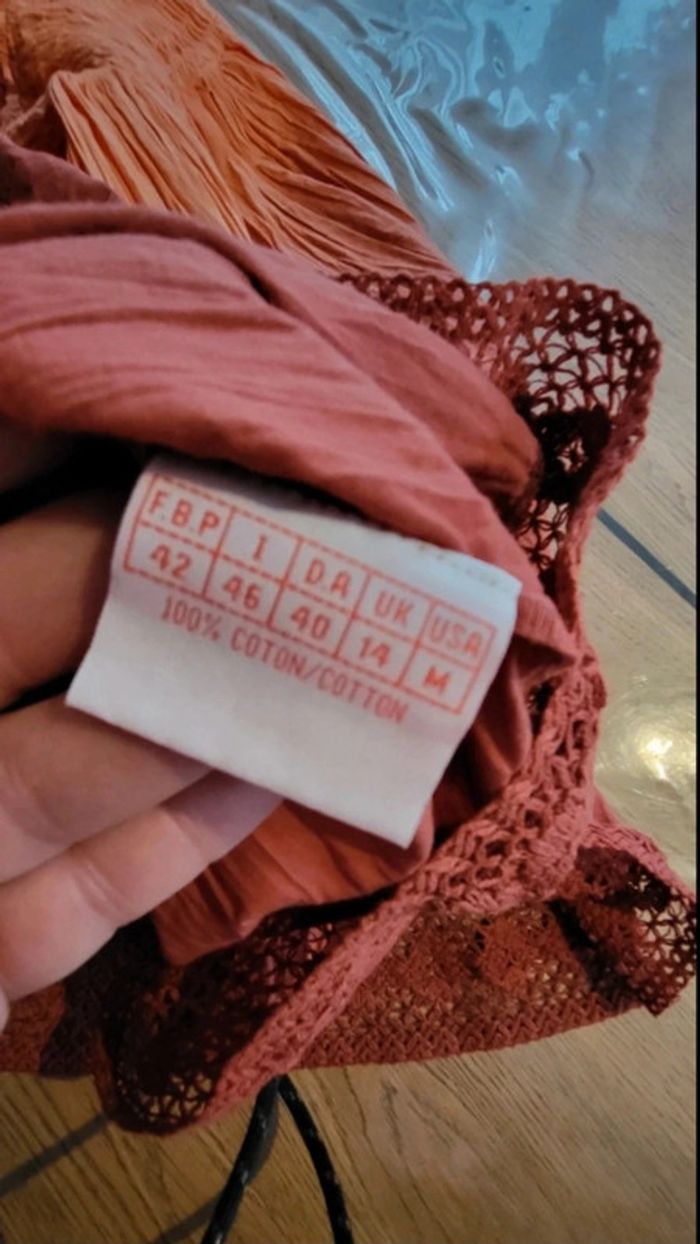 F.B.P I D.A UK USA
42 46 40 14 M
100% COTON/COTTON